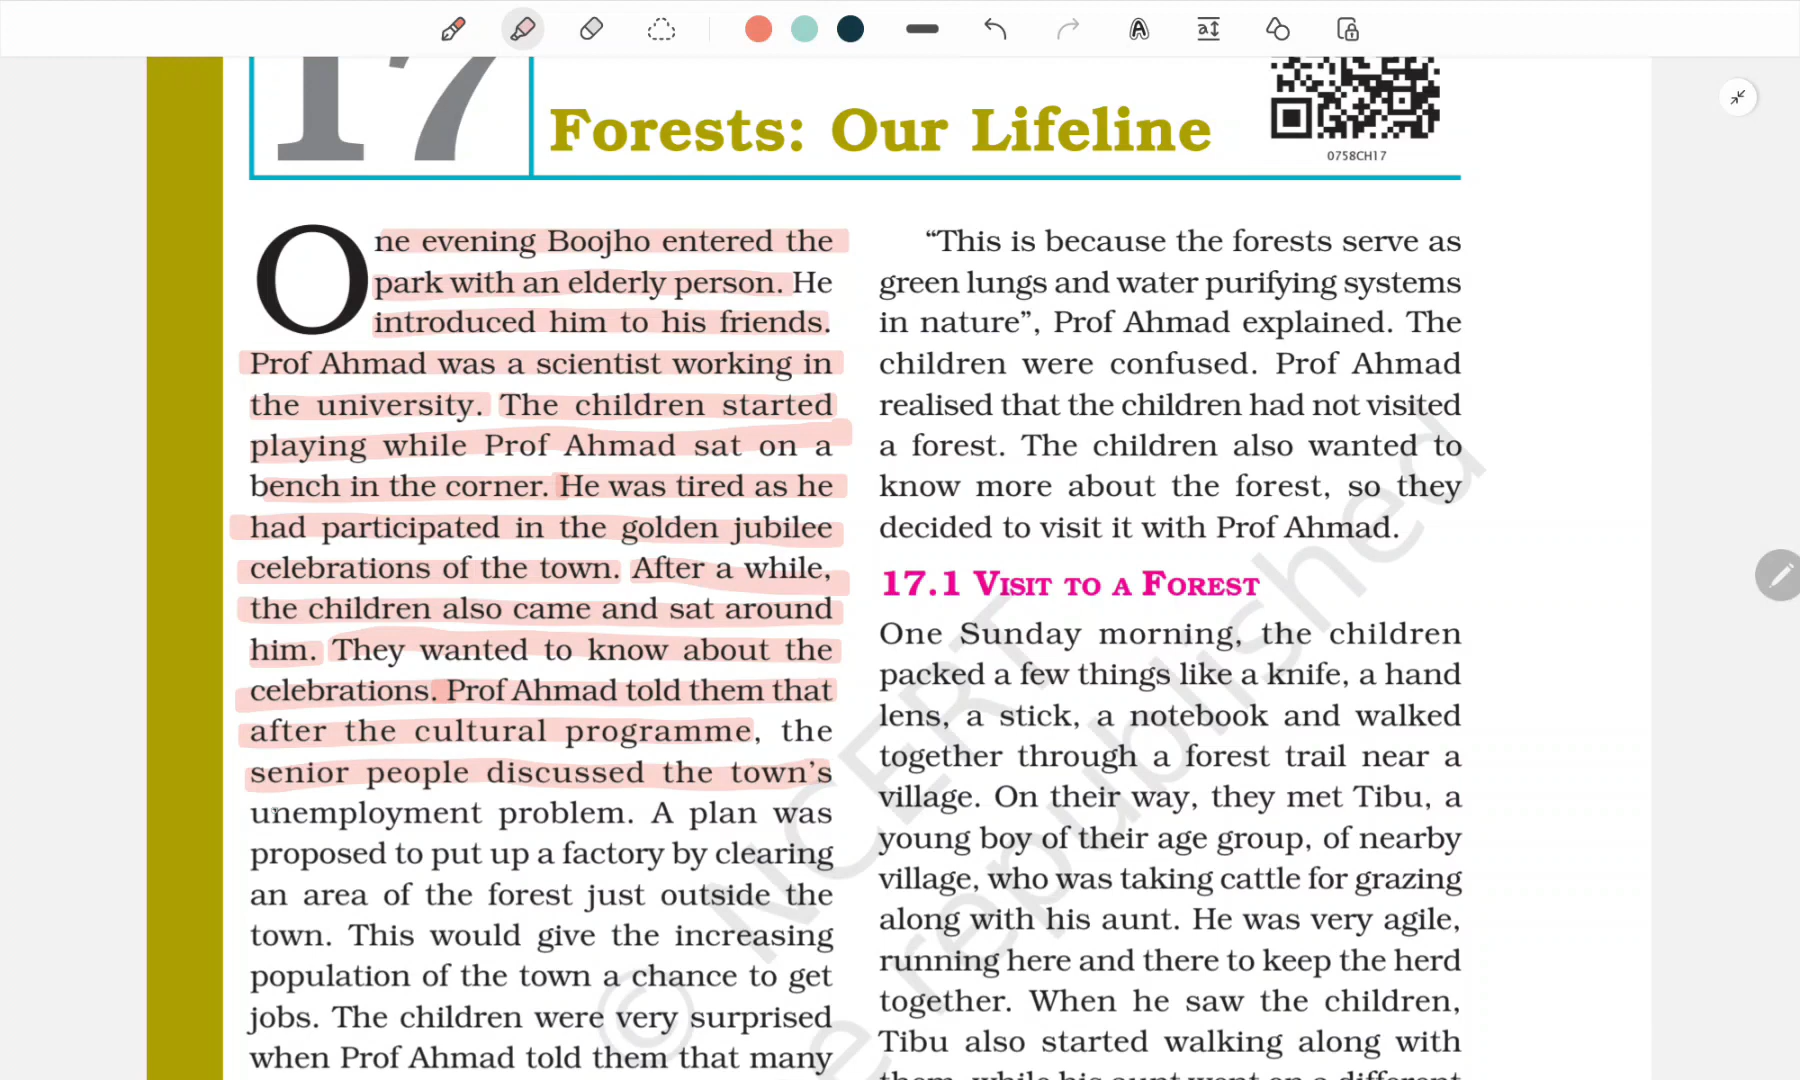 17
Forests: Our Lifeline
0758CH17
One evening Boojho entered the
park with an elderly person. He
introduced him to his friends.
Prof Ahmad was a scientist working in
the university. The children started
playing while Prof Ahmad sat on a
bench in the corner. He was tired as he
had participated in the golden jubilee
celebrations of the town. After a while,
the children also came and sat around
him. They wanted to know about the
celebrations. Prof Ahmad told them that
after the cultural programme, the
senior people discussed the town’s
unemployment problem. A plan was
proposed to put up a factory by clearing
an area of the forest just outside the
town. This would give the increasing
population of the town a chance to get
jobs. The children were very surprised
when Prof Ahmad told them that many
“This is because the forests serve as
green lungs and water purifying systems
in nature”, Prof Ahmad explained. The
children were confused. Prof Ahmad
realised that the children had not visited
a forest. The children also wanted to
know more about the forest, so they
decided to visit it with Prof Ahmad.
17.1 VISIT TO A FOREST
One Sunday morning, the children
packed a few things like a knife, a hand
lens, a stick, a notebook and walked
together through a forest trail near a
village. On their way, they met Tibu, a
young boy of their age group, of nearby
village, who was taking cattle for grazing
along with his aunt. He was very agile,
running here and there to keep the herd
together. When he saw the children,
Tibu also started walking along with
them, while his aunt went on a different
© NCERT
e republished